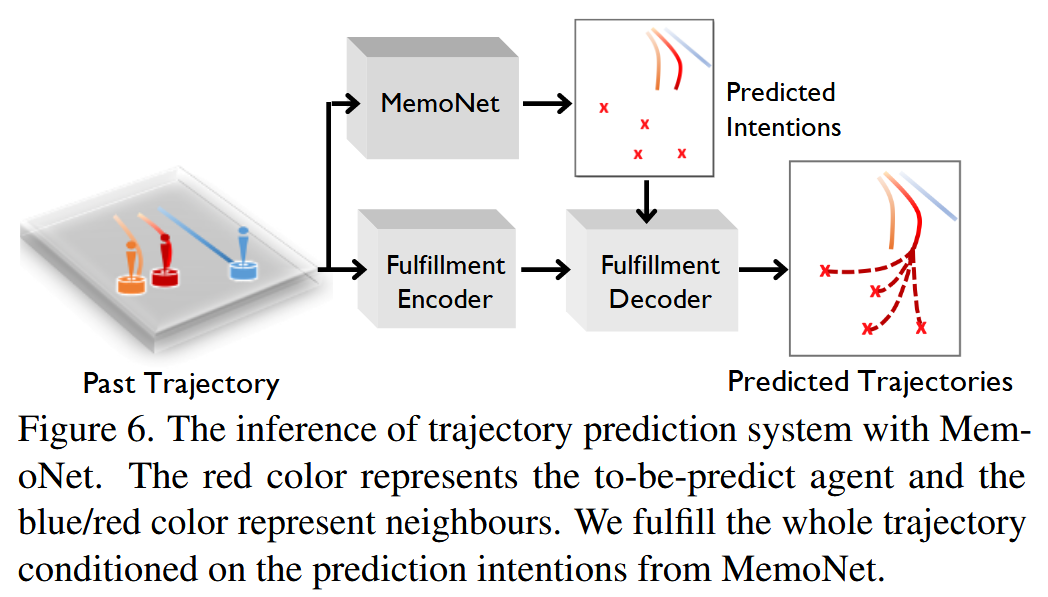 MemoNet
Predicted
Intentions
Fulfillment
Encoder
Fulfillment
Decoder
Past Trajectory
Predicted Trajectories
Figure 6. The inference of trajectory prediction system with Mem-
oNet. The red color represents the to-be-predict agent and the
blue/red color represent neighbours. We fulfill the whole trajectory
conditioned on the prediction intentions from MemoNet.